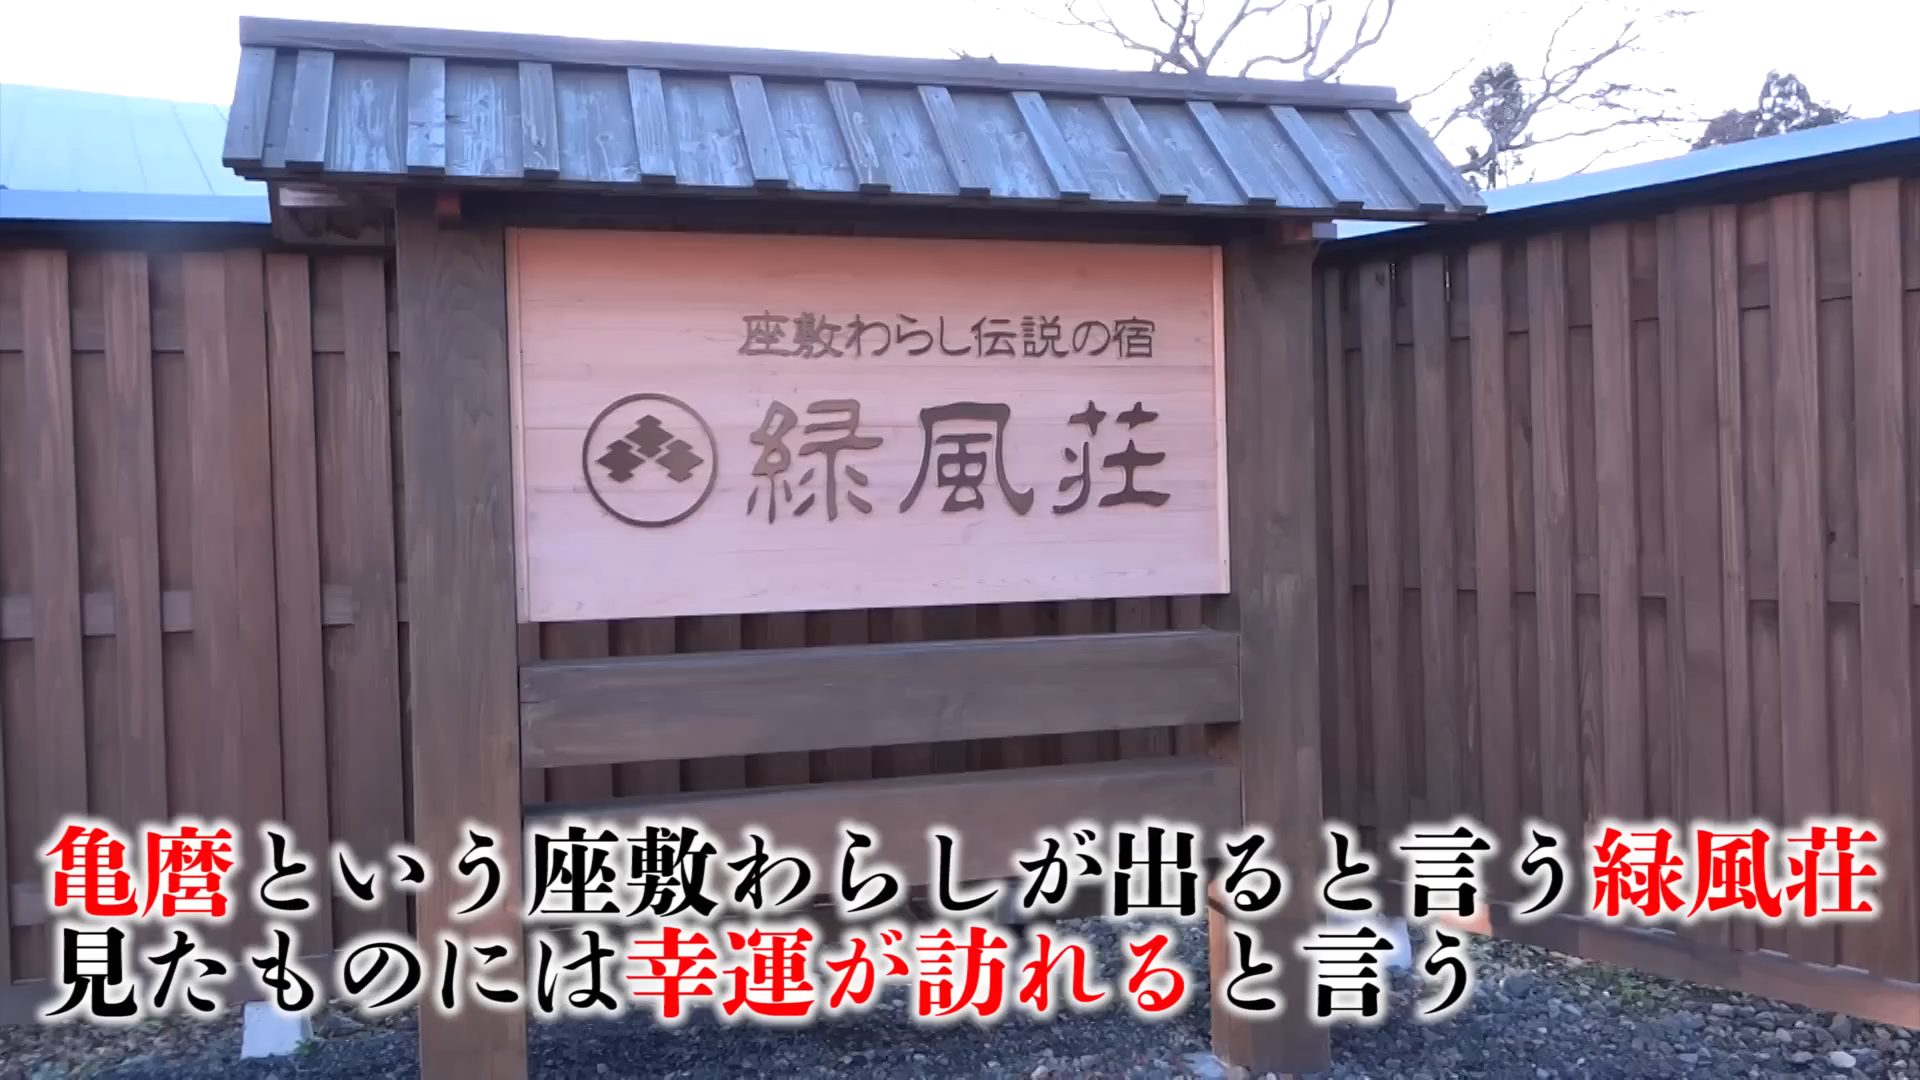 座敷わらし伝説の宿
緑風荘
亀麿という座敷わらしが出ると言う緑風荘
見たものには幸運が訪れると言う